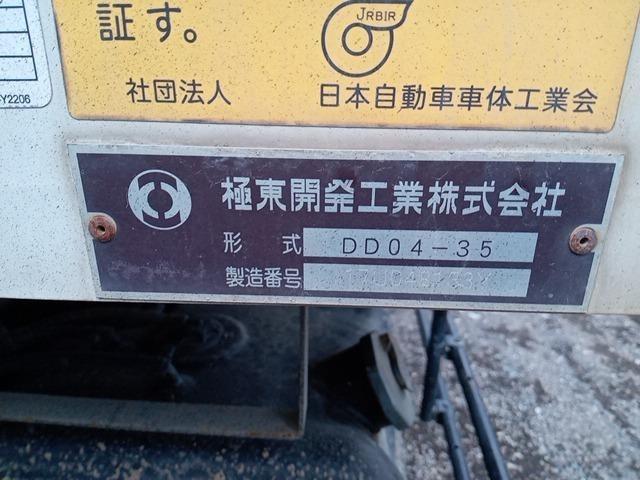 証す。
JRBIR
社団法人 日本自動車車体工業会
Y2206
極東開発工業株式会社
形式 DD04-35
製造番号